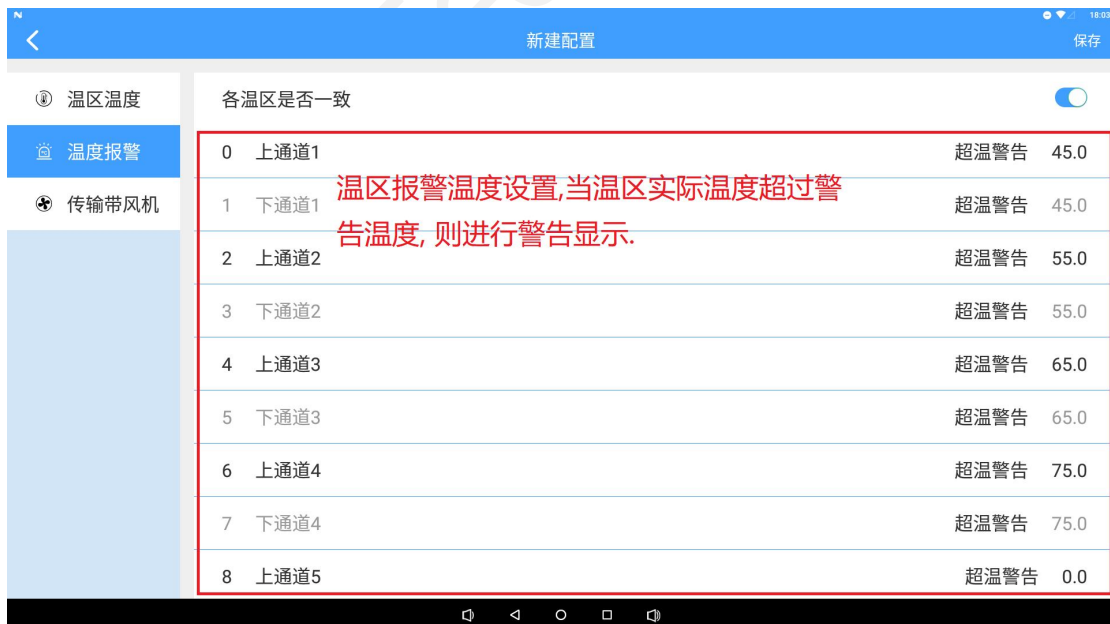 18:03
新建配置
保存
温区温度
温度报警
传输带风机
各温区是否一致
0 上通道1 超温警告 45.0
温区报警温度设置,当温区实际温度超过警
1 下通道1 超温警告 45.0
告温度, 则进行警告显示.
2 上通道2 超温警告 55.0
3 下通道2 超温警告 55.0
4 上通道3 超温警告 65.0
5 下通道3 超温警告 65.0
6 上通道4 超温警告 75.0
7 下通道4 超温警告 75.0
8 上通道5 超温警告 0.0